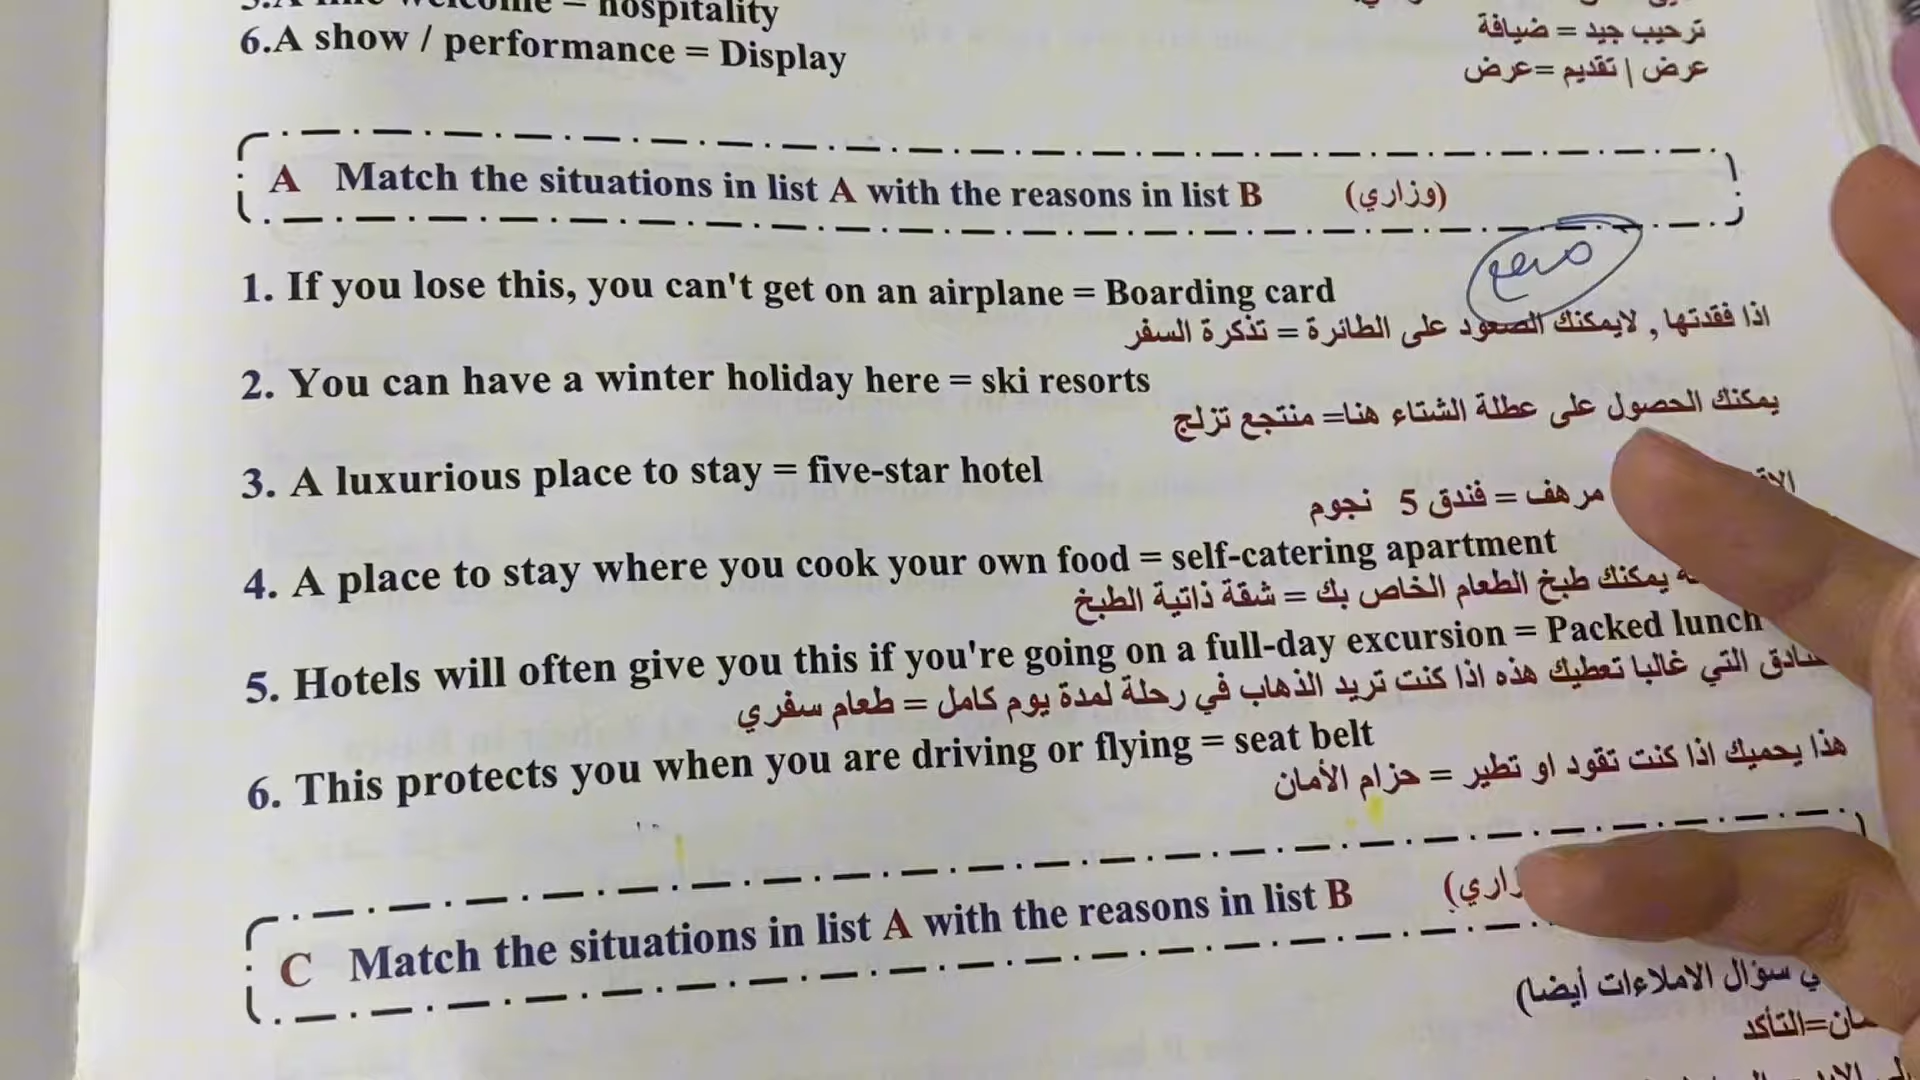 = hospitality
ترحيب جيد = ضيافة
6.A show / performance = Display
عرض | تقديم =عرض
A Match the situations in list A with the reasons in list B (وزاري)
مهم
1. If you lose this, you can't get on an airplane = Boarding card
اذا فقدتها, لايمكنك الصعود على الطائرة = تذكرة السفر
2. You can have a winter holiday here = ski resorts
يمكنك الحصول على عطلة الشتاء هنا= منتجع تزلج
3. A luxurious place to stay = five-star hotel
مرهف = فندق 5 نجوم
4. A place to stay where you cook your own food = self-catering apartment
يمكنك طبخ الطعام الخاص بك = شقة ذاتية الطبخ
5. Hotels will often give you this if you're going on a full-day excursion = Packed lunch
التي غالبا تعطيك هذه اذا كنت تريد الذهاب في رحلة لمدة يوم كامل = طعام سفري
6. This protects you when you are driving or flying = seat belt
هذا يحميك اذا كنت تقود او تطير = حزام الأمان
C Match the situations in list A with the reasons in list B
سؤال الاملاءات أيضا)
=التأكد